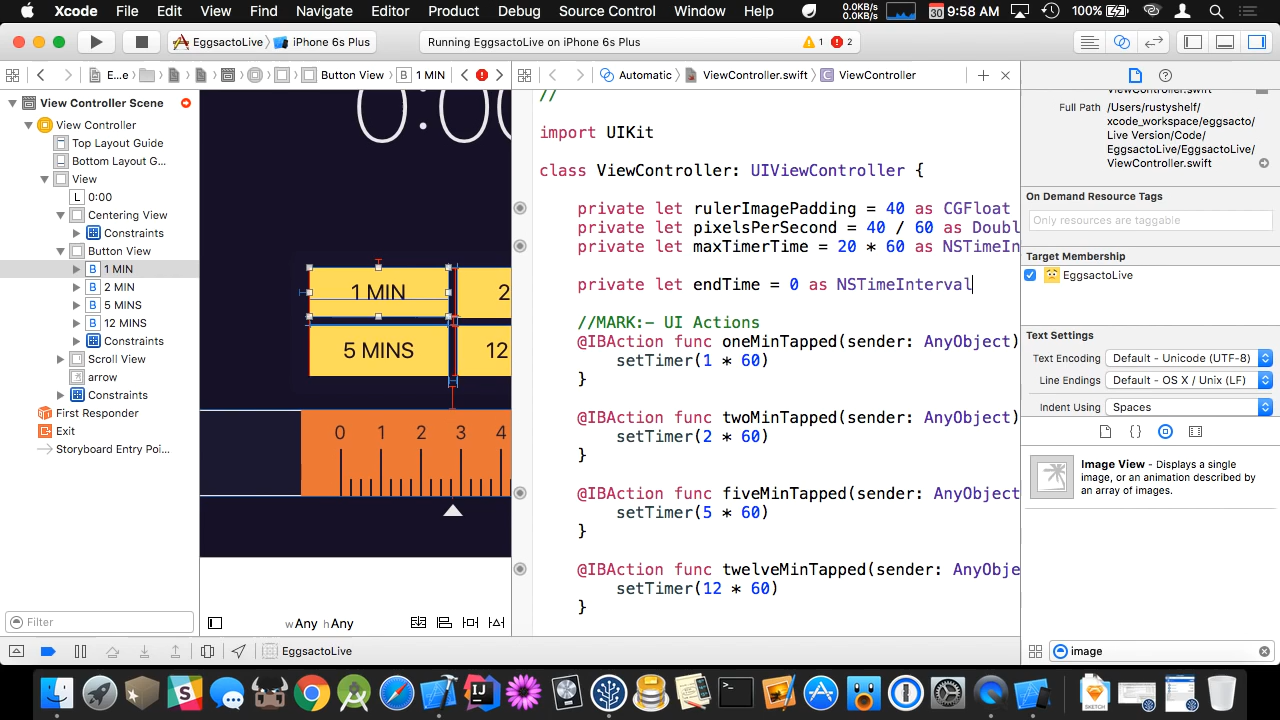 Xcode File Edit View Find Navigate Editor Product Debug Source Control Window Help 0.0KB/s 0.0KB/s 30 9:58 AM 100%
EggsactoLive iPhone 6s Plus Running EggsactoLive on iPhone 6s Plus 1 2
E...e Button View B 1 MIN Automatic ViewController.swift C ViewController
View Controller Scene
View Controller
Top Layout Guide
Bottom Layout G...
View
L 0:00
Centering View
Constraints
Button View
B 1 MIN
B 2 MIN
B 5 MINS
B 12 MINS
Constraints
Scroll View
arrow
Constraints
First Responder
Exit
Storyboard Entry Poi...
Filter
0:00
1 MIN 2
5 MINS 12
0 1 2 3 4
wAny hAny
//
import UIKit
class ViewController: UIViewController {
private let rulerImagePadding = 40 as CGFloat
private let pixelsPerSecond = 40 / 60 as Doubl
private let maxTimerTime = 20 * 60 as NSTimeIn
private let endTime = 0 as NSTimeInterval
//MARK:- UI Actions
@IBAction func oneMinTapped(sender: AnyObject)
setTimer(1 * 60)
}
@IBAction func twoMinTapped(sender: AnyObject)
setTimer(2 * 60)
}
@IBAction func fiveMinTapped(sender: AnyObject
setTimer(5 * 60)
}
@IBAction func twelveMinTapped(sender: AnyObje
setTimer(12 * 60)
}
ViewController.swift
Full Path /Users/rustyshelf/
xcode_workspace/
eggsacto/
Live Version/Code/
EggsactoLive/EggsactoLive/
ViewController.swift
On Demand Resource Tags
Only resources are taggable
Target Membership
EggsactoLive
Text Settings
Text Encoding Default - Unicode (UTF-8)
Line Endings Default - OS X / Unix (LF)
Indent Using Spaces
{}
Image View - Displays a single
image, or an animation described by
an array of images.
image
EggsactoLive